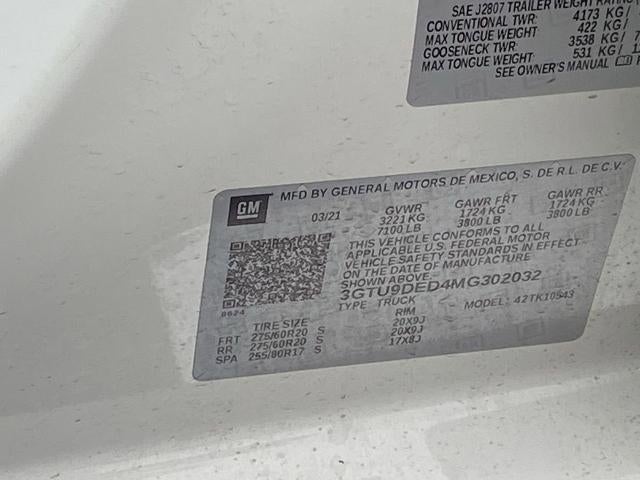 SAE J2807 TRAILER WEIGHT RATING
CONVENTIONAL TWR: 4173 KG /
MAX TONGUE WEIGHT: 422 KG /
GOOSENECK TWR: 3538 KG / 7
MAX TONGUE WEIGHT: 531 KG / 1
SEE OWNER'S MANUAL
GM
MFD BY GENERAL MOTORS DE MEXICO, S. DE R.L. DE C.V.
03/21 GVWR GAWR FRT GAWR RR
3221 KG 1724 KG 1724 KG
7100 LB 3800 LB 3800 LB
THIS VEHICLE CONFORMS TO ALL
APPLICABLE U.S. FEDERAL MOTOR
VEHICLE SAFETY STANDARDS IN EFFECT
ON THE DATE OF MANUFACTURE
SHOWN ABOVE.
3GTU9DED4MG302032
8624
TYPE: TRUCK MODEL: 42TK10543
TIRE SIZE RIM
FRT 275/60R20 S 20X9J
RR 275/60R20 S 20X9J
SPA 255/80R17 S 17X8J